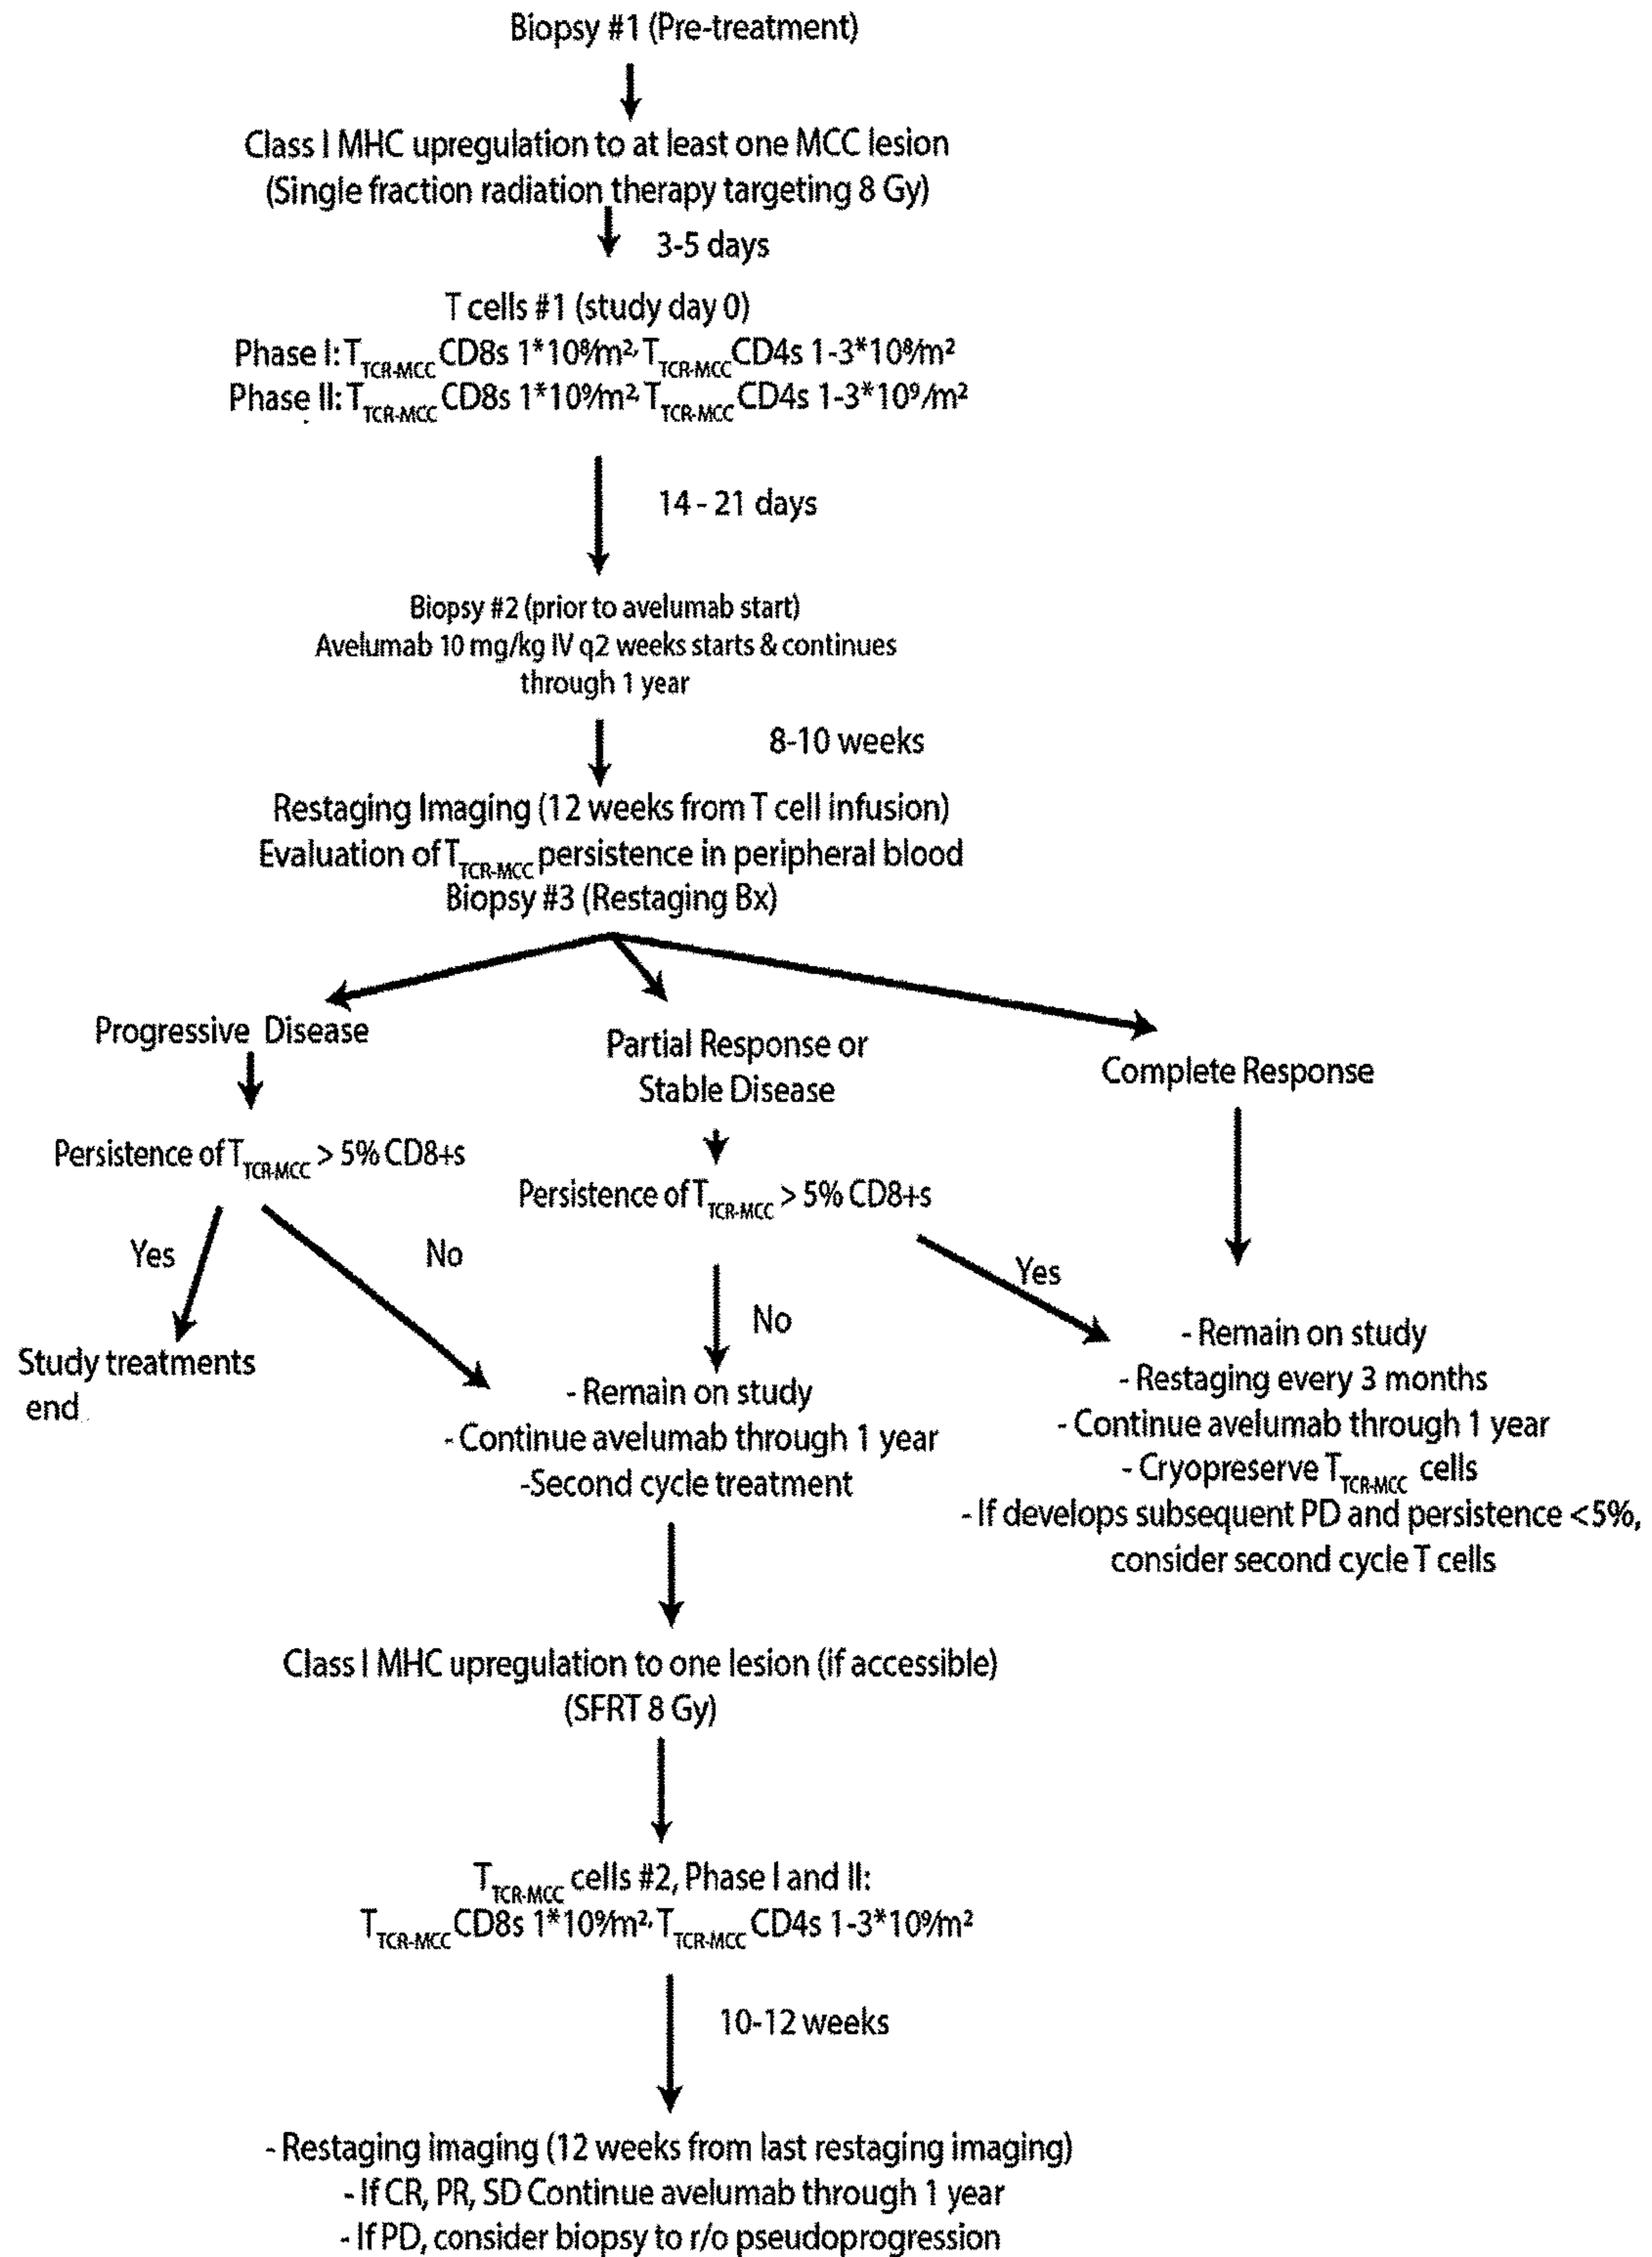 Biopsy #1 (Pre-treatment)
Class I MHC upregulation to at least one MCC lesion
(Single fraction radiation therapy targeting 8 Gy)
3-5 days
T cells #1 (study day 0)
Phase I: T_TCR-MCC CD8s 1*10⁸/m², T_TCR-MCC CD4s 1-3*10⁸/m²
Phase II: T_TCR-MCC CD8s 1*10⁹/m², T_TCR-MCC CD4s 1-3*10⁹/m²
14 - 21 days
Biopsy #2 (prior to avelumab start)
Avelumab 10 mg/kg IV q2 weeks starts & continues
through 1 year
8-10 weeks
Restaging Imaging (12 weeks from T cell infusion)
Evaluation of T_TCR-MCC persistence in peripheral blood
Biopsy #3 (Restaging Bx)
Progressive Disease
Partial Response or
Stable Disease
Complete Response
Persistence of T_TCR-MCC > 5% CD8+s
Persistence of T_TCR-MCC > 5% CD8+s
Yes
No
Yes
No
Study treatments
end
- Remain on study
- Continue avelumab through 1 year
-Second cycle treatment
- Remain on study
- Restaging every 3 months
- Continue avelumab through 1 year
- Cryopreserve T_TCR-MCC cells
- If develops subsequent PD and persistence <5%,
consider second cycle T cells
Class I MHC upregulation to one lesion (if accessible)
(SFRT 8 Gy)
T_TCR-MCC cells #2, Phase I and II:
T_TCR-MCC CD8s 1*10⁹/m², T_TCR-MCC CD4s 1-3*10⁹/m²
10-12 weeks
- Restaging imaging (12 weeks from last restaging imaging)
- If CR, PR, SD Continue avelumab through 1 year
- If PD, consider biopsy to r/o pseudoprogression